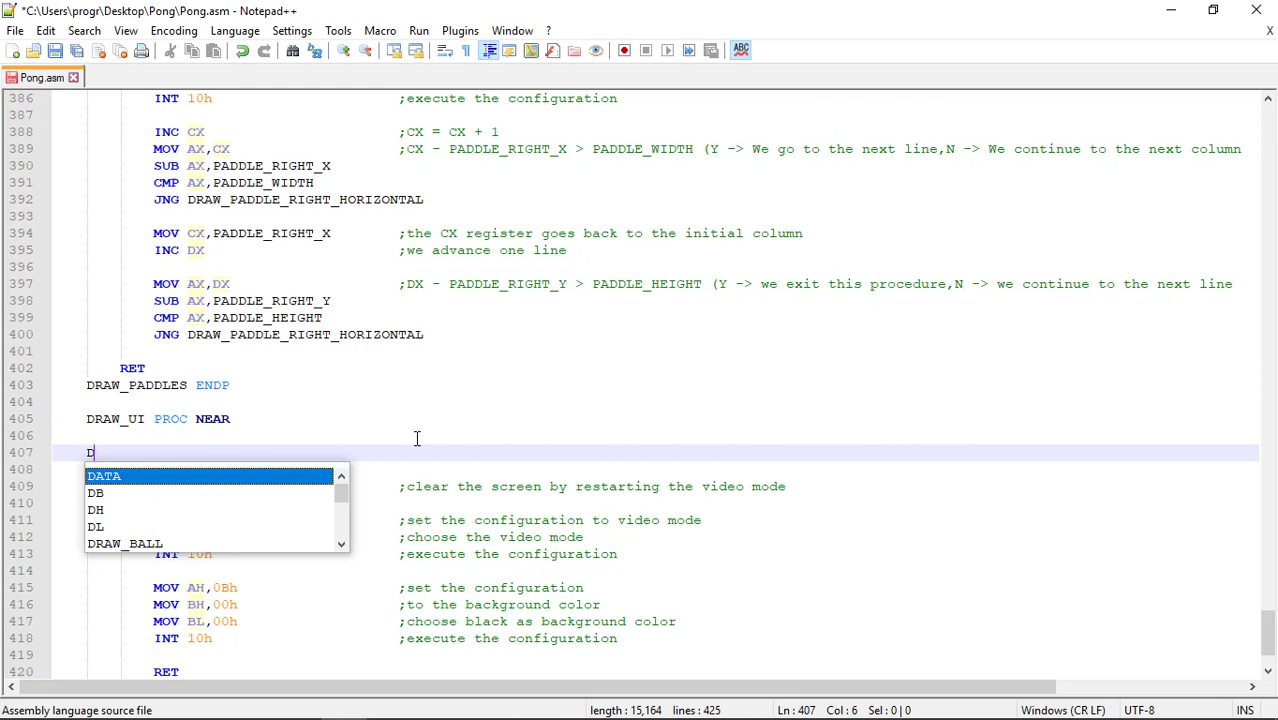 *C:\Users\progr\Desktop\Pong\Pong.asm - Notepad++
File Edit Search View Encoding Language Settings Tools Macro Run Plugins Window ? X
ABC
Pong.asm
386 INT 10h ;execute the configuration
387
388 INC CX ;CX = CX + 1
389 MOV AX,CX ;CX - PADDLE_RIGHT_X > PADDLE_WIDTH (Y -> We go to the next line,N -> We continue to the next column
390 SUB AX,PADDLE_RIGHT_X
391 CMP AX,PADDLE_WIDTH
392 JNG DRAW_PADDLE_RIGHT_HORIZONTAL
393
394 MOV CX,PADDLE_RIGHT_X ;the CX register goes back to the initial column
395 INC DX ;we advance one line
396
397 MOV AX,DX ;DX - PADDLE_RIGHT_Y > PADDLE_HEIGHT (Y -> we exit this procedure,N -> we continue to the next line
398 SUB AX,PADDLE_RIGHT_Y
399 CMP AX,PADDLE_HEIGHT
400 JNG DRAW_PADDLE_RIGHT_HORIZONTAL
401
402 RET
403 DRAW_PADDLES ENDP
404
405 DRAW_UI PROC NEAR
406
407 D
408
DATA
409 ;clear the screen by restarting the video mode
DB
410
DH
411 ;set the configuration to video mode
DL
412 ;choose the video mode
DRAW_BALL
413 INT 10h ;execute the configuration
414
415 MOV AH,0Bh ;set the configuration
416 MOV BH,00h ;to the background color
417 MOV BL,00h ;choose black as background color
418 INT 10h ;execute the configuration
419
420 RET
Assembly language source file length : 15,164 lines : 425 Ln : 407 Col : 6 Sel : 0 | 0 Windows (CR LF) UTF-8 INS